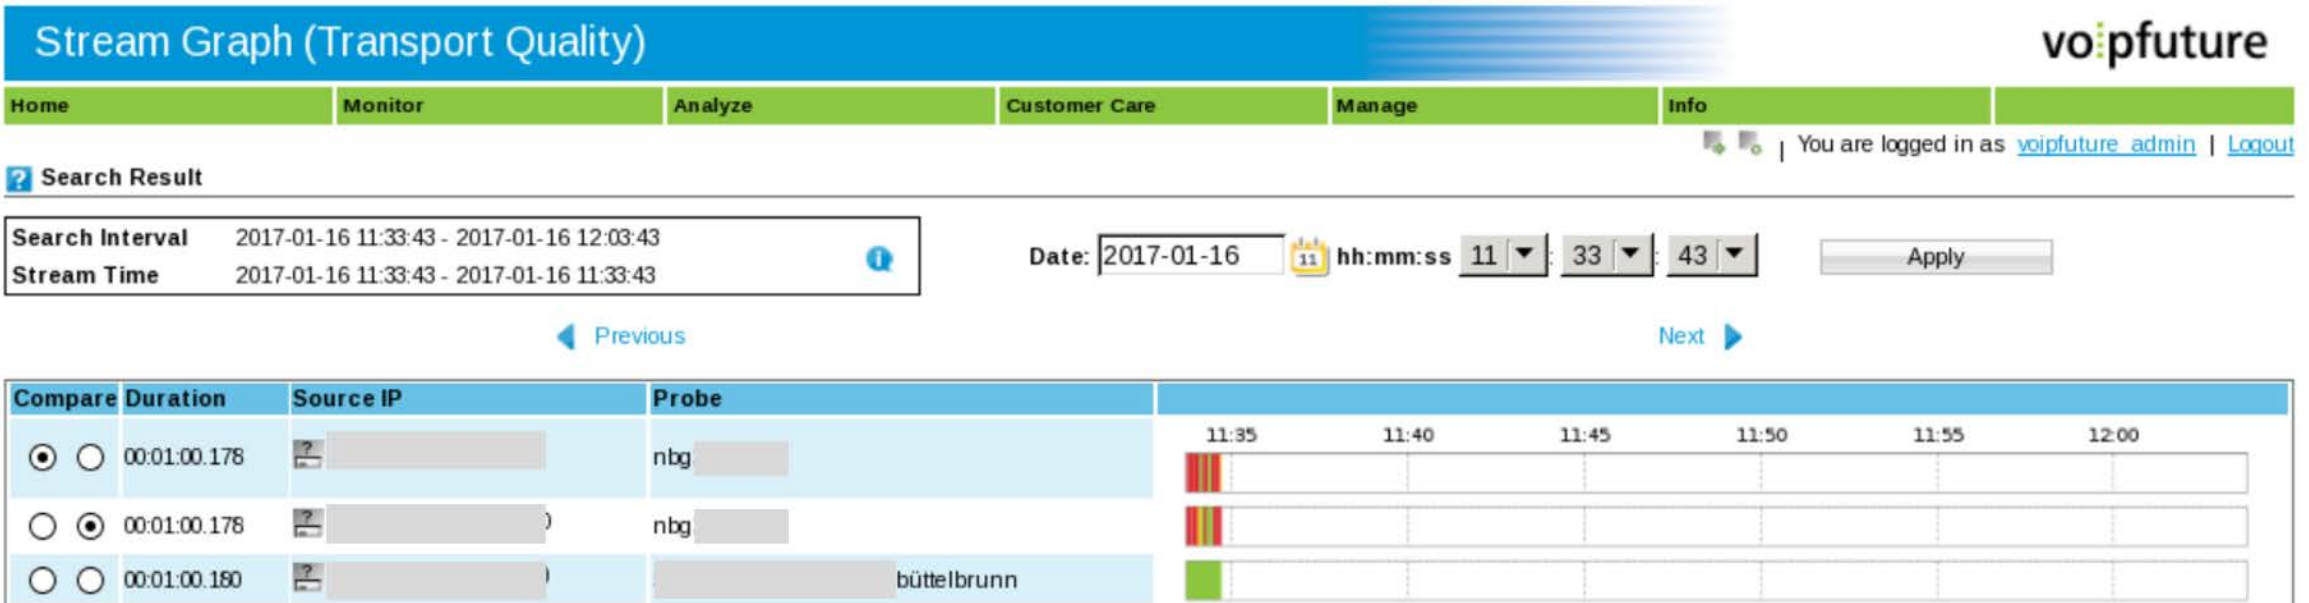 Stream Graph (Transport Quality)
voipfuture
Home Monitor Analyze Customer Care Manage Info
| You are logged in as voipfuture_admin | Logout
? Search Result
Search Interval 2017-01-16 11:33:43 - 2017-01-16 12:03:43
Stream Time 2017-01-16 11:33:43 - 2017-01-16 11:33:43
i
Date: 2017-01-16 11 hh:mm:ss 11 : 33 : 43 Apply
Previous Next
Compare Duration Source IP Probe
11:35 11:40 11:45 11:50 11:55 12:00
00:01:00.178 ? nbg
00:01:00.178 ? nbg
00:01:00.180 ? büttelbrunn